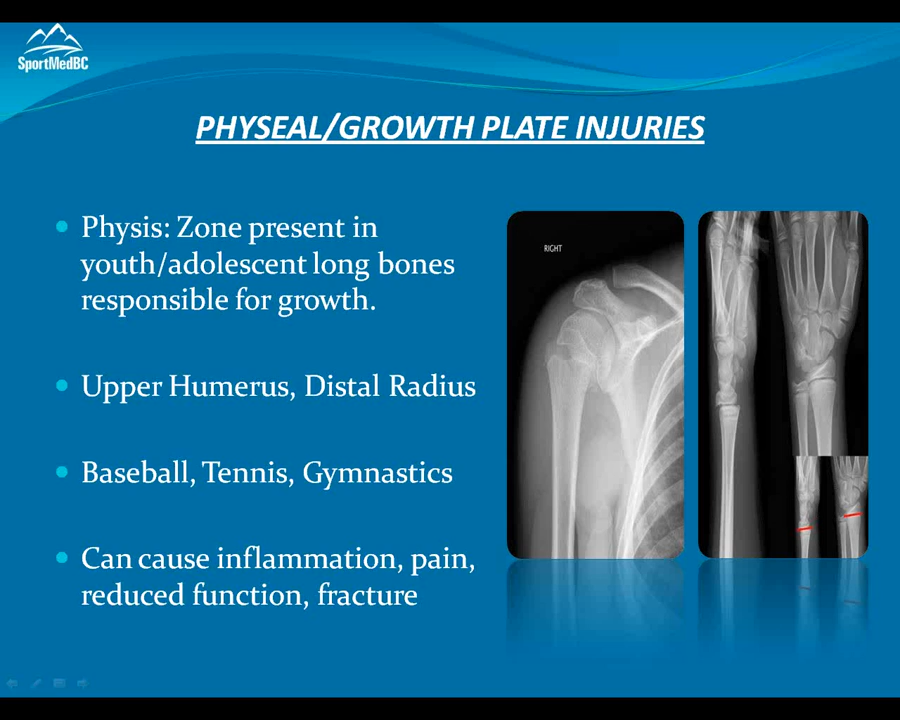 SportMedBC
PHYSEAL/GROWTH PLATE INJURIES
Physis: Zone present in
youth/adolescent long bones
responsible for growth.
Upper Humerus, Distal Radius
Baseball, Tennis, Gymnastics
Can cause inflammation, pain,
reduced function, fracture
RIGHT